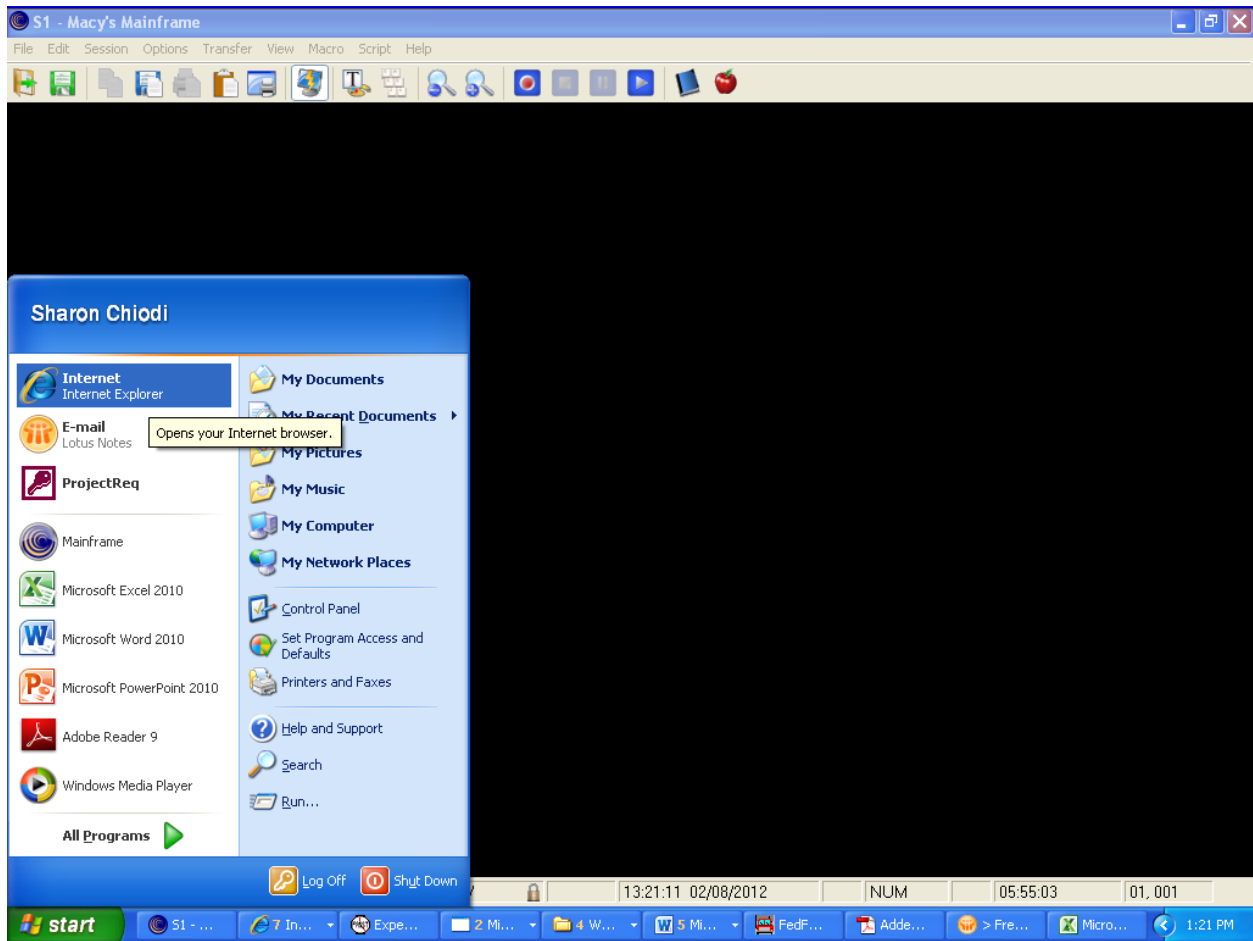 S1 - Macy's Mainframe
File Edit Session Options Transfer View Macro Script Help
Sharon Chiodi
Internet
Internet Explorer
E-mail
Lotus Notes
Opens your Internet browser.
ProjectReq
Mainframe
Microsoft Excel 2010
Microsoft Word 2010
Microsoft PowerPoint 2010
Adobe Reader 9
Windows Media Player
All Programs
My Documents
My Recent Documents
My Pictures
My Music
My Computer
My Network Places
Control Panel
Set Program Access and
Defaults
Printers and Faxes
Help and Support
Search
Run...
Log Off Shut Down
13:21:11 02/08/2012 NUM 05:55:03 01, 001
start S1 - ... 7 In... Expe... 2 Mi... 4 W... 5 Mi... FedF... Adde... > Fre... Micro... 1:21 PM